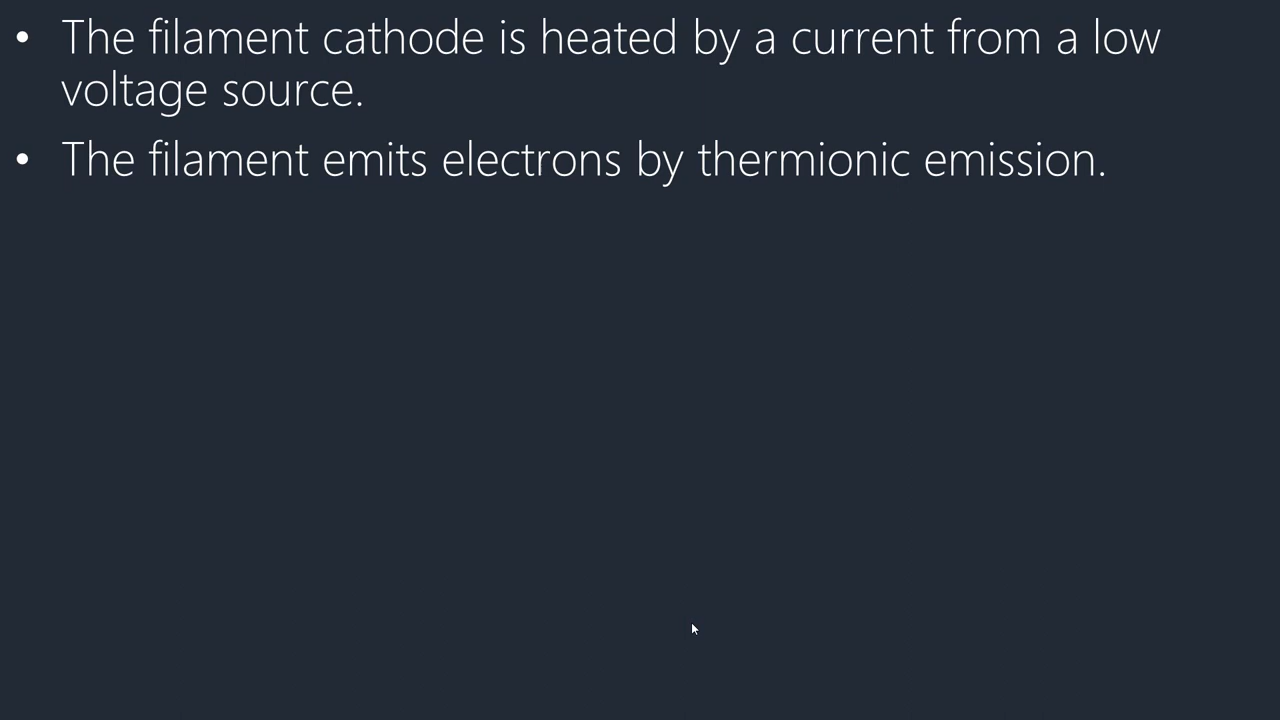 • The filament cathode is heated by a current from a low
voltage source.
• The filament emits electrons by thermionic emission.